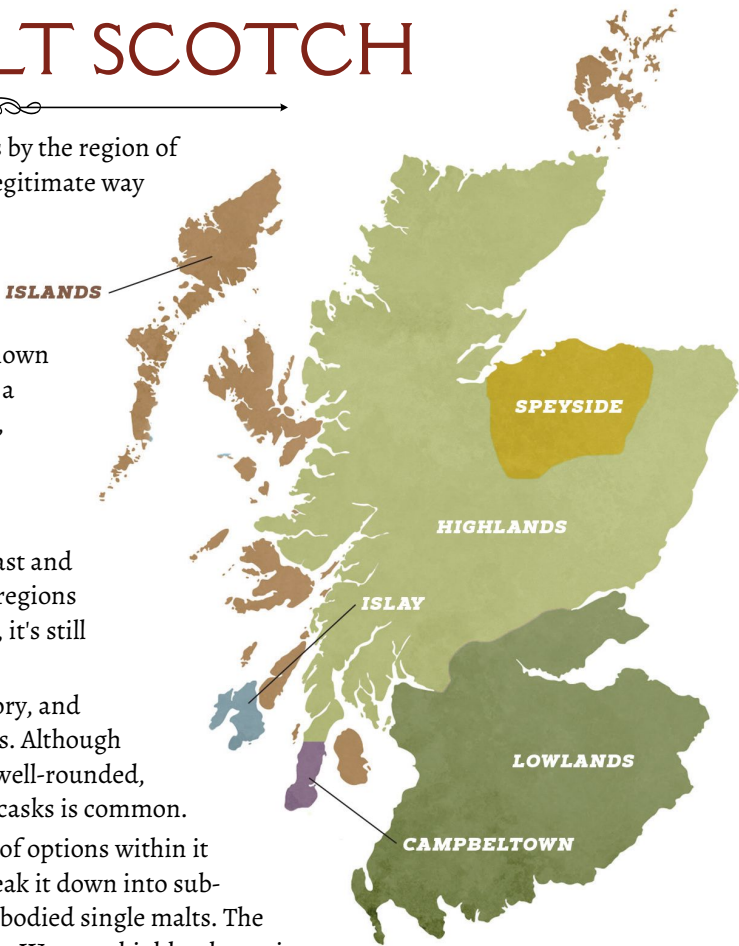 LT SCOTCH
s by the region of
egitimate way
ISLANDS
lown
a
,
SPEYSIDE
HIGHLANDS
ast and
regions
, it's still
ISLAY
ory, and
s. Although
well-rounded,
casks is common.
LOWLANDS
of options within it
CAMPBELTOWN
eak it down into sub-
bodied single malts. The